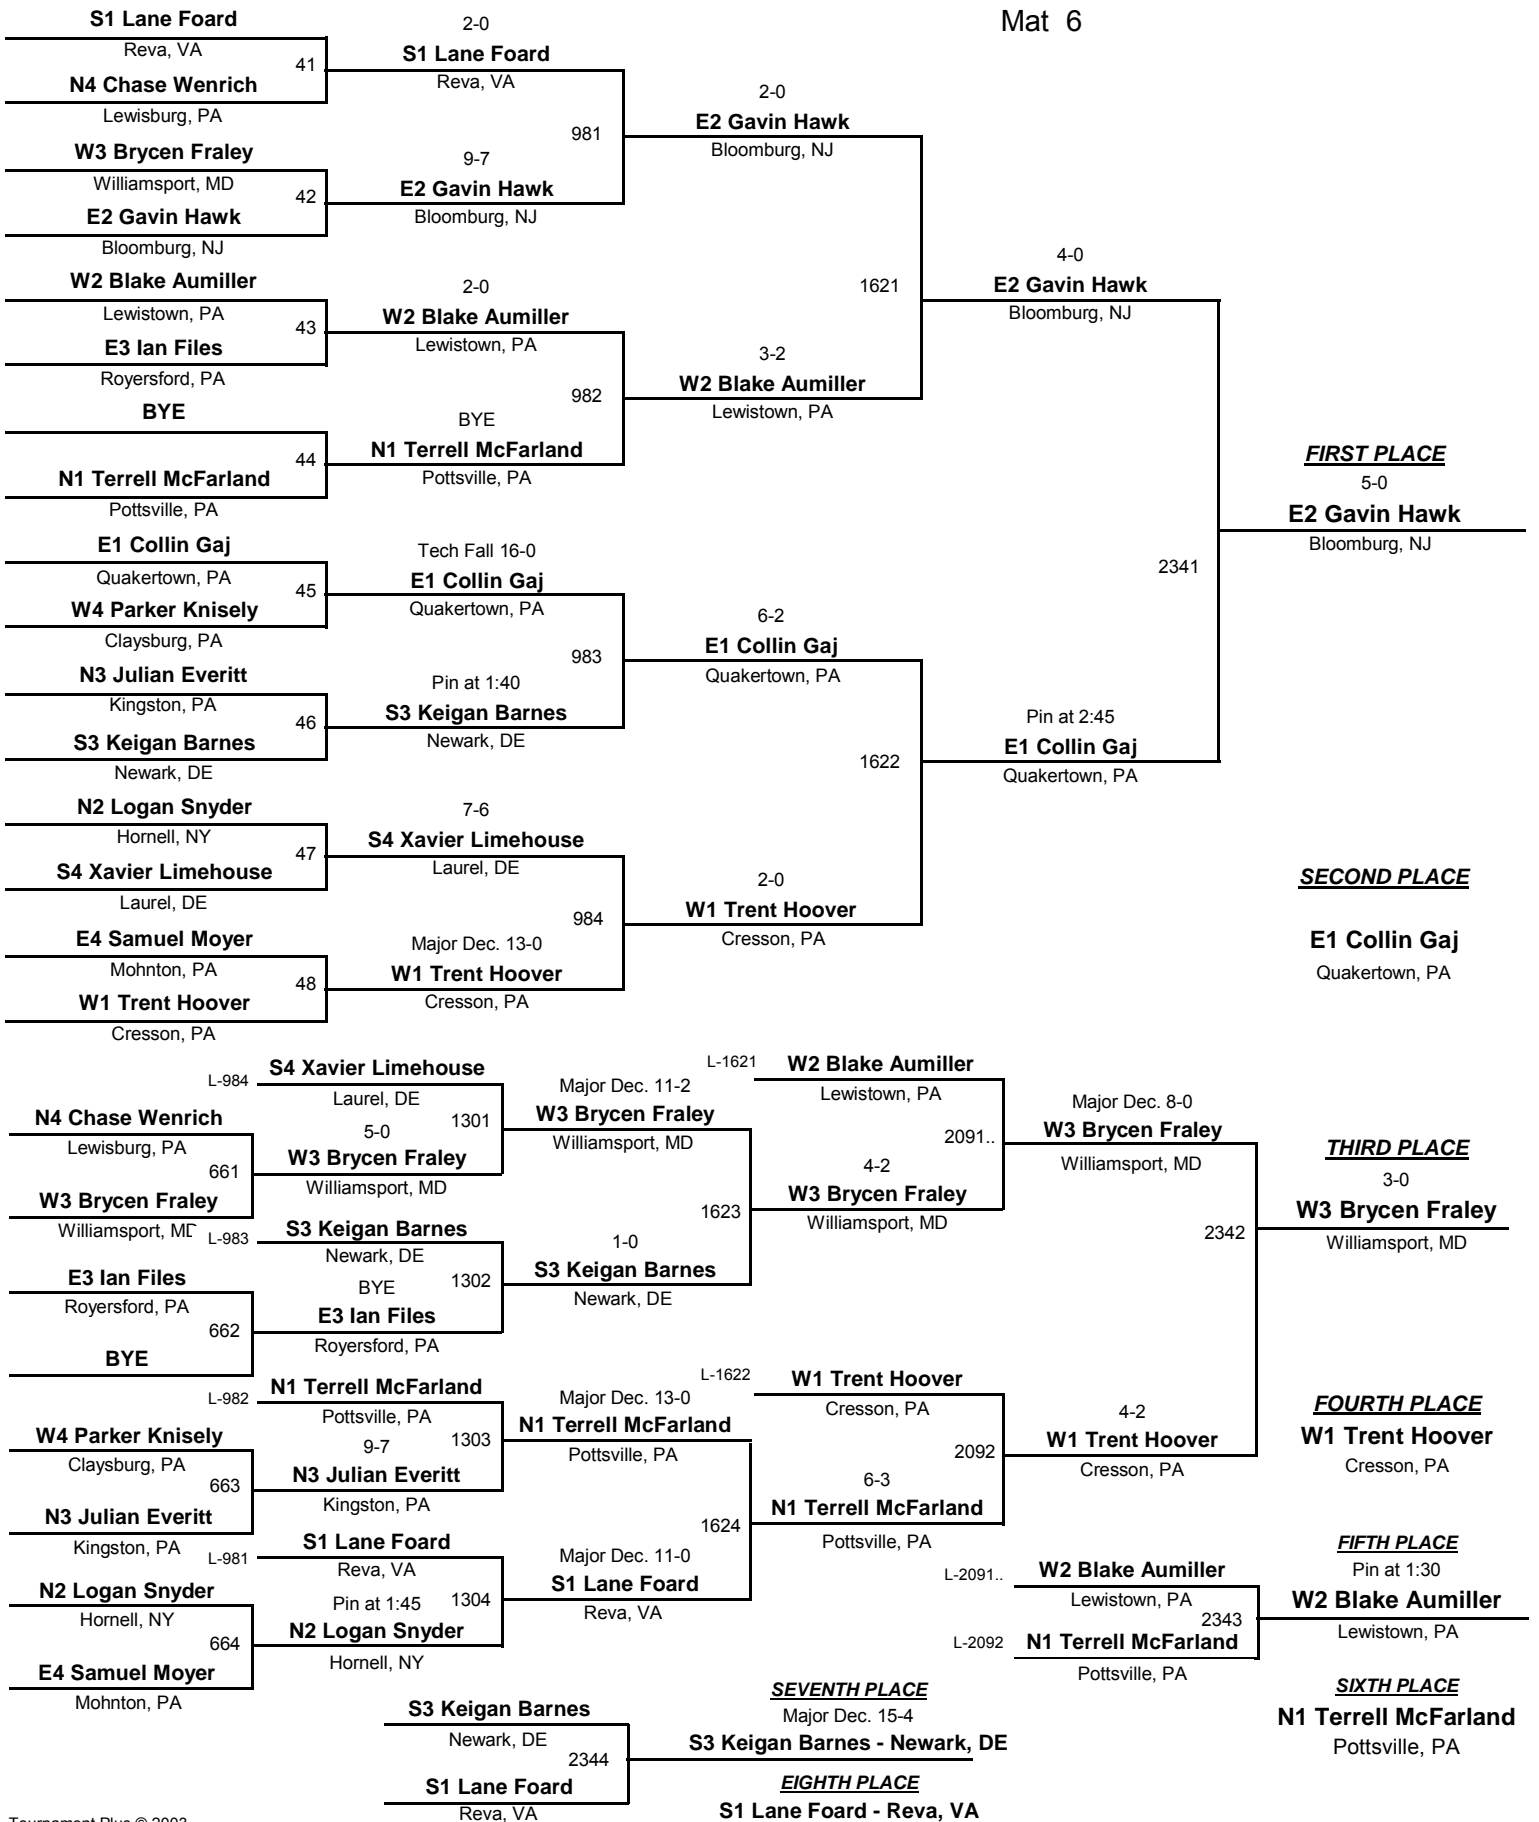 Mat 6
S1 Lane Foard
Reva, VA
41
N4 Chase Wenrich
Lewisburg, PA
W3 Brycen Fraley
Williamsport, MD
42
E2 Gavin Hawk
Bloomburg, NJ
W2 Blake Aumiller
Lewistown, PA
43
E3 Ian Files
Royersford, PA
BYE
44
N1 Terrell McFarland
Pottsville, PA
E1 Collin Gaj
Quakertown, PA
45
W4 Parker Knisely
Claysburg, PA
N3 Julian Everitt
Kingston, PA
46
S3 Keigan Barnes
Newark, DE
N2 Logan Snyder
Hornell, NY
47
S4 Xavier Limehouse
Laurel, DE
E4 Samuel Moyer
Mohnton, PA
48
W1 Trent Hoover
Cresson, PA
2-0
S1 Lane Foard
Reva, VA
981
9-7
E2 Gavin Hawk
Bloomburg, NJ
2-0
W2 Blake Aumiller
Lewistown, PA
982
BYE
N1 Terrell McFarland
Pottsville, PA
Tech Fall 16-0
E1 Collin Gaj
Quakertown, PA
983
Pin at 1:40
S3 Keigan Barnes
Newark, DE
7-6
S4 Xavier Limehouse
Laurel, DE
984
Major Dec. 13-0
W1 Trent Hoover
Cresson, PA
2-0
E2 Gavin Hawk
Bloomburg, NJ
1621
3-2
W2 Blake Aumiller
Lewistown, PA
6-2
E1 Collin Gaj
Quakertown, PA
1622
2-0
W1 Trent Hoover
Cresson, PA
4-0
E2 Gavin Hawk
Bloomburg, NJ
2341
Pin at 2:45
E1 Collin Gaj
Quakertown, PA
FIRST PLACE
5-0
E2 Gavin Hawk
Bloomburg, NJ
SECOND PLACE
E1 Collin Gaj
Quakertown, PA
N4 Chase Wenrich
Lewisburg, PA
661
W3 Brycen Fraley
Williamsport, MD
E3 Ian Files
Royersford, PA
662
BYE
W4 Parker Knisely
Claysburg, PA
663
N3 Julian Everitt
Kingston, PA
N2 Logan Snyder
Hornell, NY
664
E4 Samuel Moyer
Mohnton, PA
L-984
S4 Xavier Limehouse
Laurel, DE
1301
5-0
W3 Brycen Fraley
Williamsport, MD
L-983
S3 Keigan Barnes
Newark, DE
1302
BYE
E3 Ian Files
Royersford, PA
L-982
N1 Terrell McFarland
Pottsville, PA
1303
9-7
N3 Julian Everitt
Kingston, PA
L-981
S1 Lane Foard
Reva, VA
1304
Pin at 1:45
N2 Logan Snyder
Hornell, NY
Major Dec. 11-2
W3 Brycen Fraley
Williamsport, MD
1623
1-0
S3 Keigan Barnes
Newark, DE
Major Dec. 13-0
N1 Terrell McFarland
Pottsville, PA
1624
Major Dec. 11-0
S1 Lane Foard
Reva, VA
L-1621
W2 Blake Aumiller
Lewistown, PA
2091..
4-2
W3 Brycen Fraley
Williamsport, MD
L-1622
W1 Trent Hoover
Cresson, PA
2092
6-3
N1 Terrell McFarland
Pottsville, PA
Major Dec. 8-0
W3 Brycen Fraley
Williamsport, MD
2342
4-2
W1 Trent Hoover
Cresson, PA
THIRD PLACE
3-0
W3 Brycen Fraley
Williamsport, MD
FOURTH PLACE
W1 Trent Hoover
Cresson, PA
L-2091..
W2 Blake Aumiller
Lewistown, PA
2343
L-2092
N1 Terrell McFarland
Pottsville, PA
FIFTH PLACE
Pin at 1:30
W2 Blake Aumiller
Lewistown, PA
SIXTH PLACE
N1 Terrell McFarland
Pottsville, PA
S3 Keigan Barnes
Newark, DE
2344
S1 Lane Foard
Reva, VA
SEVENTH PLACE
Major Dec. 15-4
S3 Keigan Barnes - Newark, DE
EIGHTH PLACE
S1 Lane Foard - Reva, VA
Tournament Plus © 2003